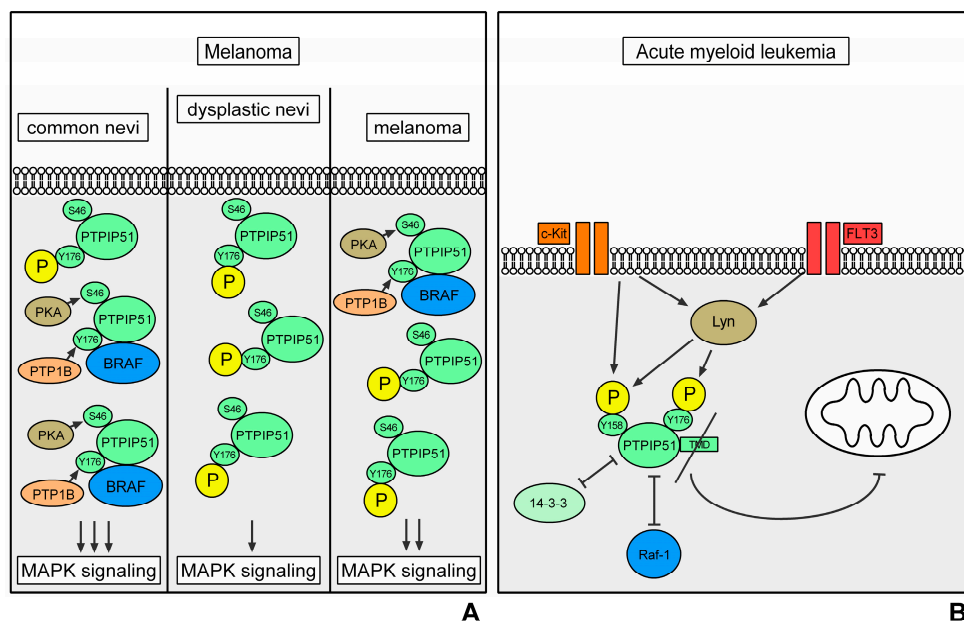 Melanoma
common nevi
dysplastic nevi
melanoma
S46
PTPIP51
Y176
P
PKA
S46
PTPIP51
Y176
PTP1B
BRAF
PKA
S46
PTPIP51
Y176
PTP1B
BRAF
MAPK signaling
S46
PTPIP51
Y176
P
S46
PTPIP51
P
Y176
S46
PTPIP51
Y176
P
MAPK signaling
PKA
S46
PTPIP51
Y176
PTP1B
BRAF
S46
PTPIP51
P
Y176
S46
PTPIP51
Y176
P
MAPK signaling
A
Acute myeloid leukemia
c-Kit
FLT3
Lyn
P
P
Y158
Y176
PTPIP51
TMD
14-3-3
Raf-1
B